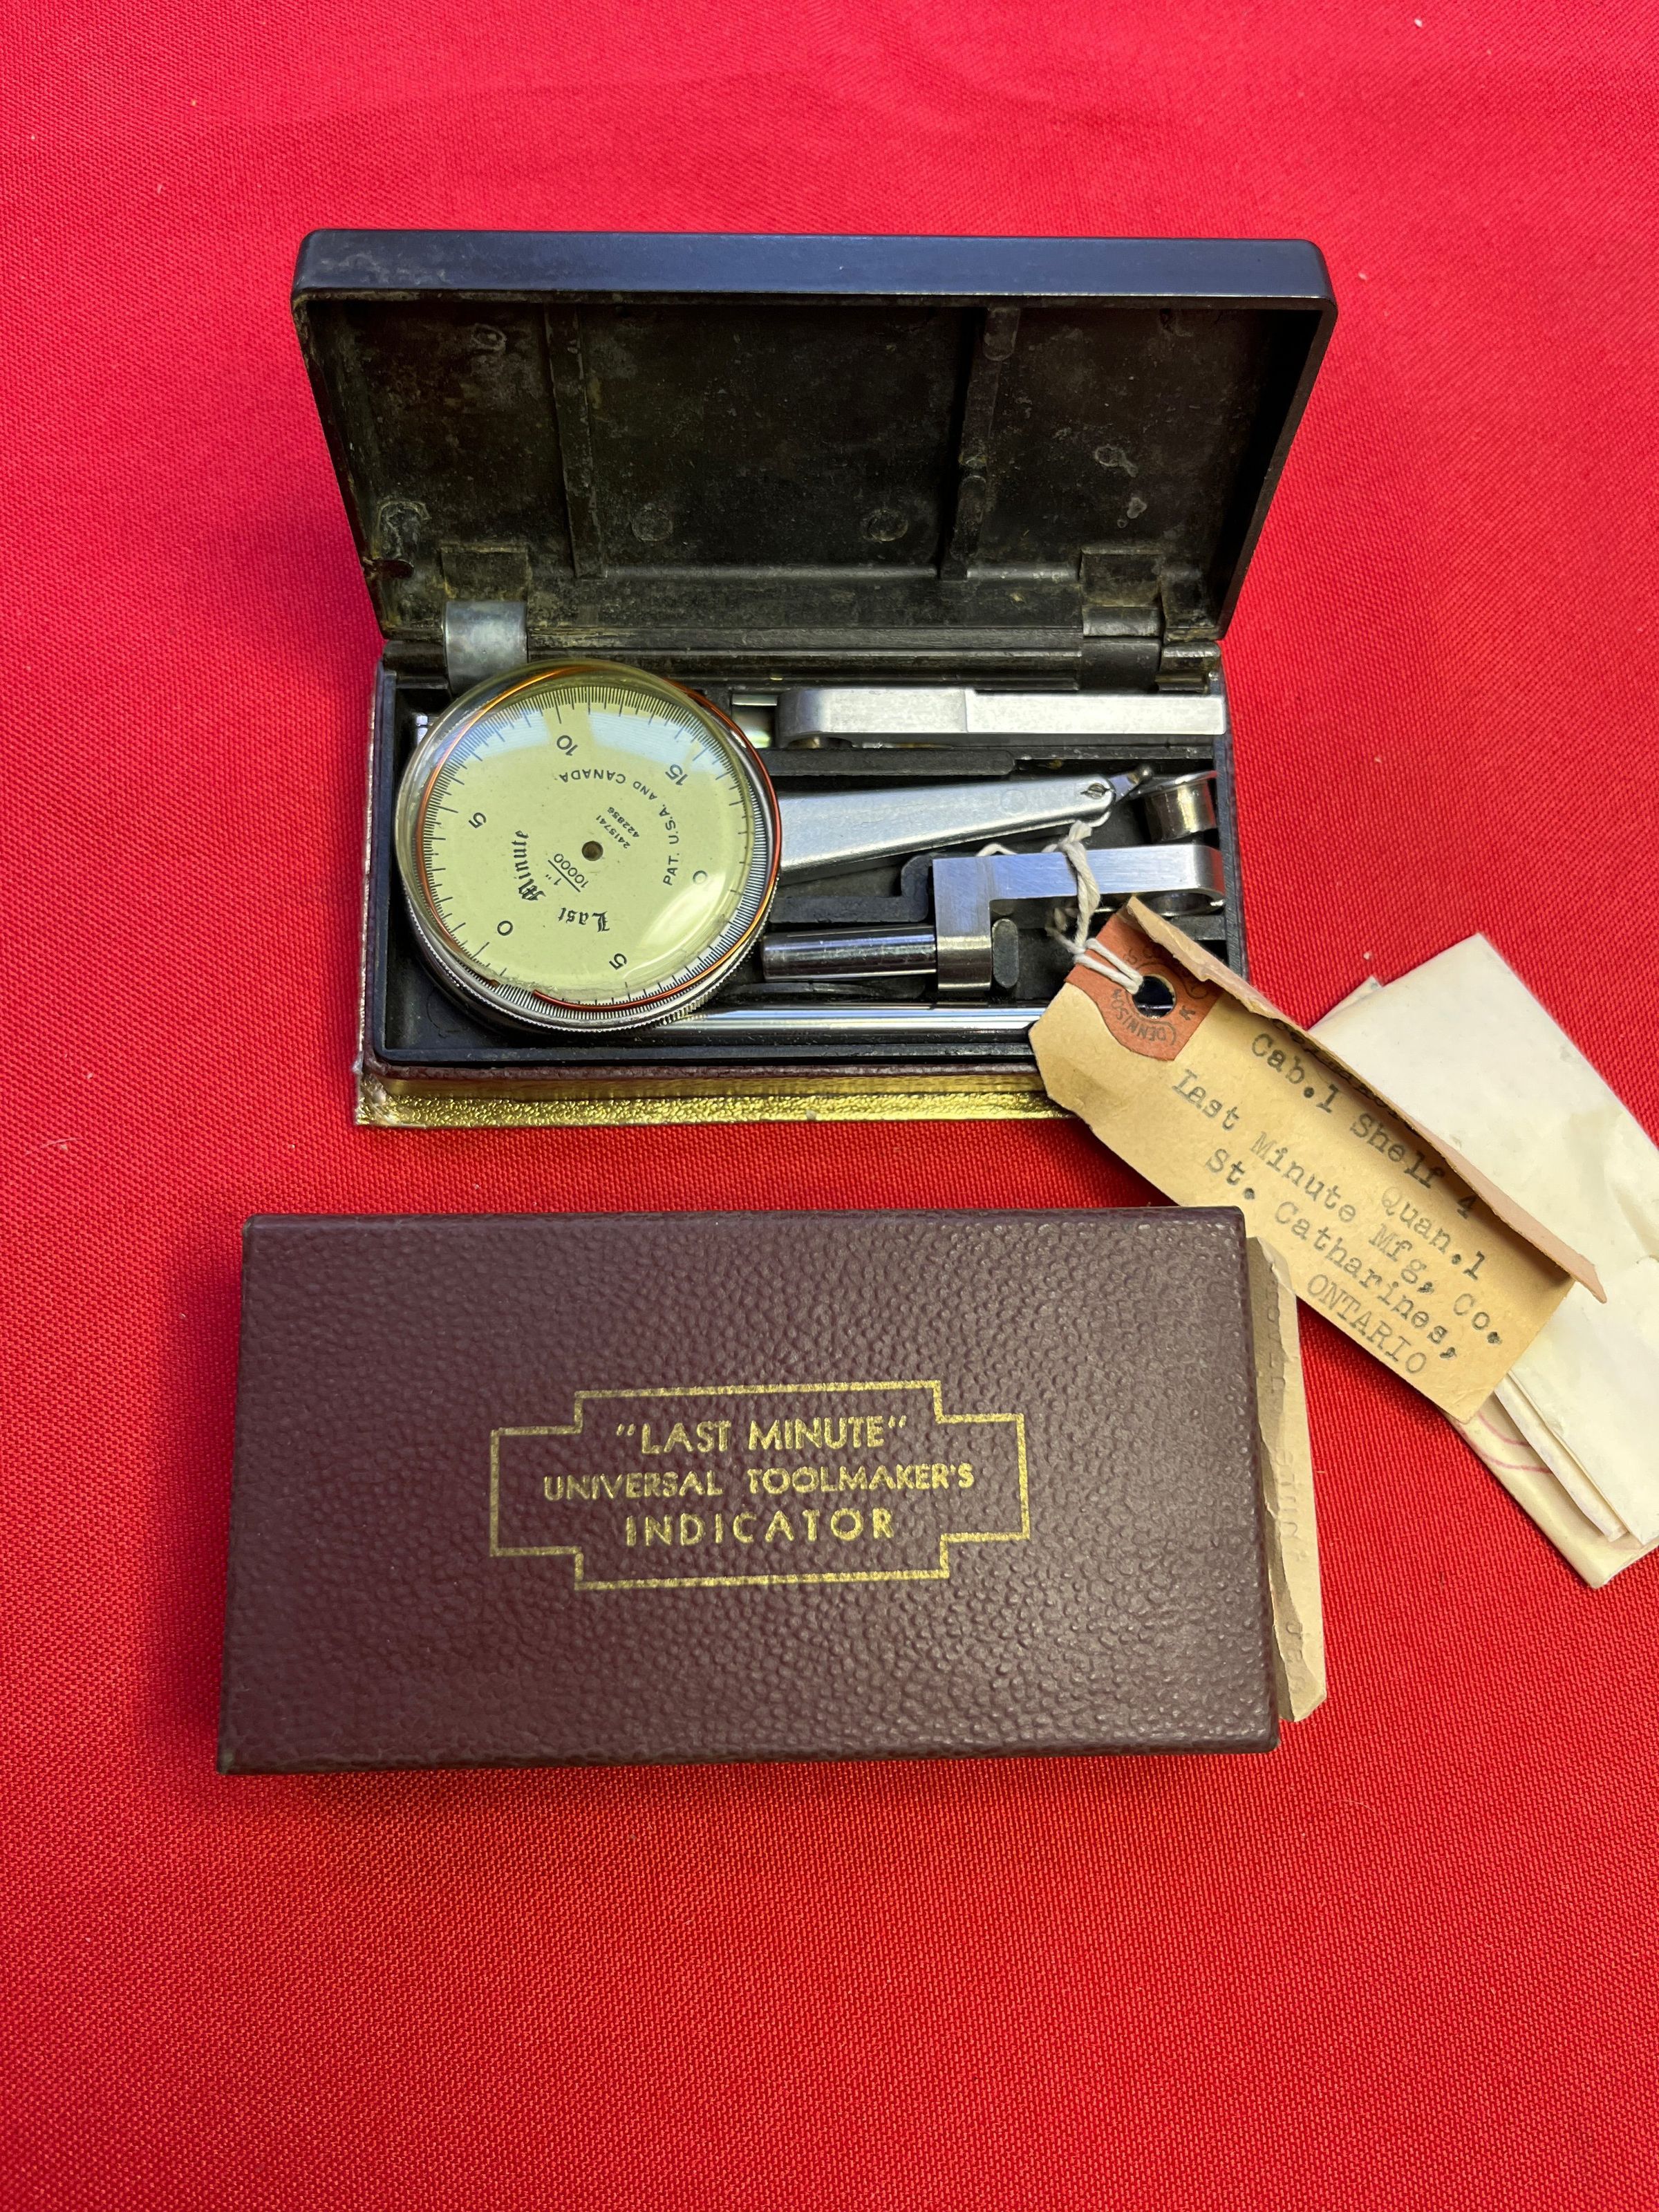 10
15
5
0
0
5
PAT. U.S.A. AND CANADA
2415741
422856
1"
10000
Last
Minute
DENNISON
Cab.1 Shelf 4
Quan.1
Last Minute Mfg, Co.
St. Catharines,
ONTARIO
"LAST MINUTE"
UNIVERSAL TOOLMAKER'S
INDICATOR